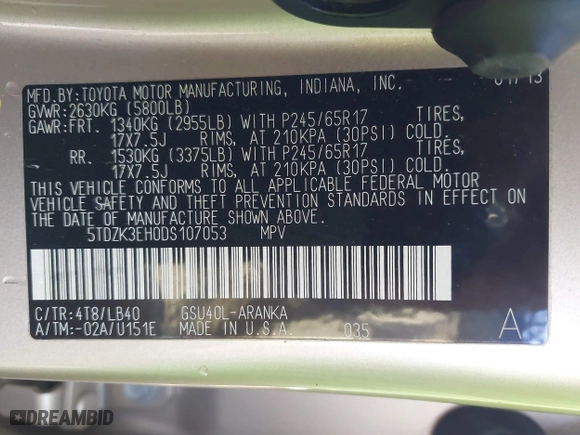 MFD.BY:TOYOTA MOTOR MANUFACTURING, INDIANA, INC. 01/13
GVWR:2630KG (5800LB)
GAWR:FRT. 1340KG (2955LB) WITH P245/65R17 TIRES,
17X7.5J RIMS, AT 210KPA (30PSI) COLD.
RR. 1530KG (3375LB) WITH P245/65R17 TIRES,
17X7.5J RIMS, AT 210KPA (30PSI) COLD.
THIS VEHICLE CONFORMS TO ALL APPLICABLE FEDERAL MOTOR
VEHICLE SAFETY AND THEFT PREVENTION STANDARDS IN EFFECT
ON THE DATE OF MANUFACTURE SHOWN ABOVE.
5TDZK3EH0DS107053 MPV
C/TR:4T8/LB40 GSU40L-ARANKA
A/TM:-02A/U151E MADE IN U.S.A. 035 A
DREAMBID